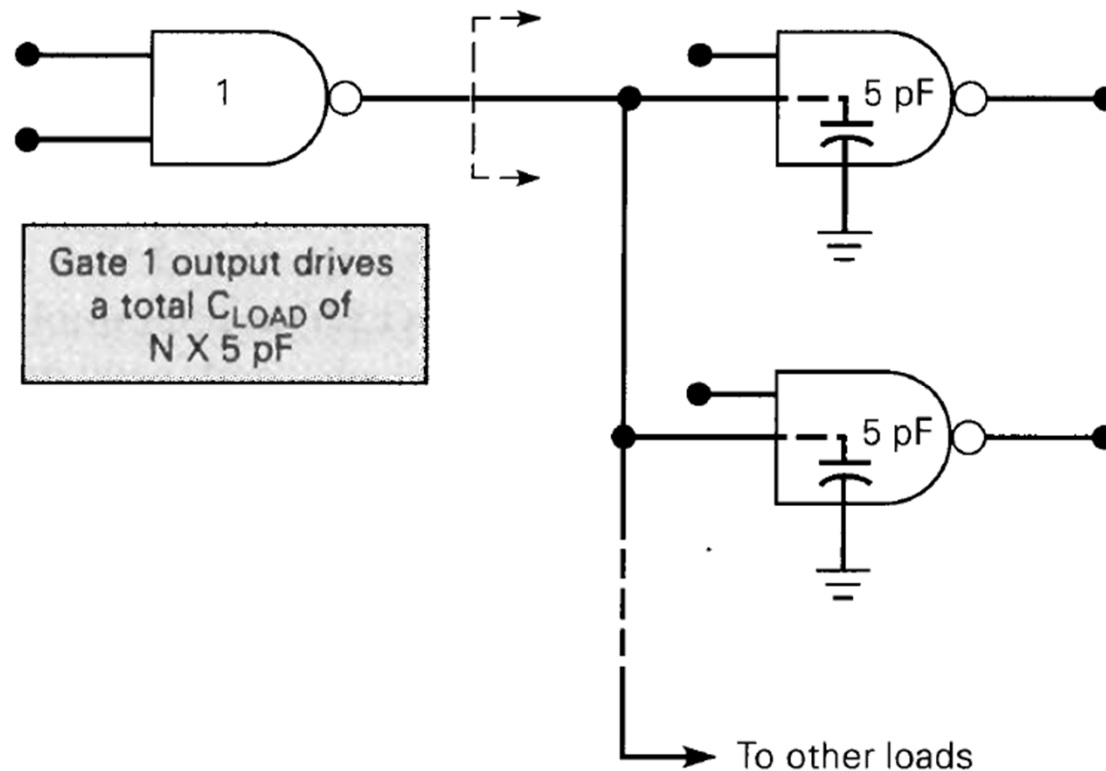 1
5 pF
Gate 1 output drives
a total CLOAD of
N X 5 pF
5 pF
To other loads